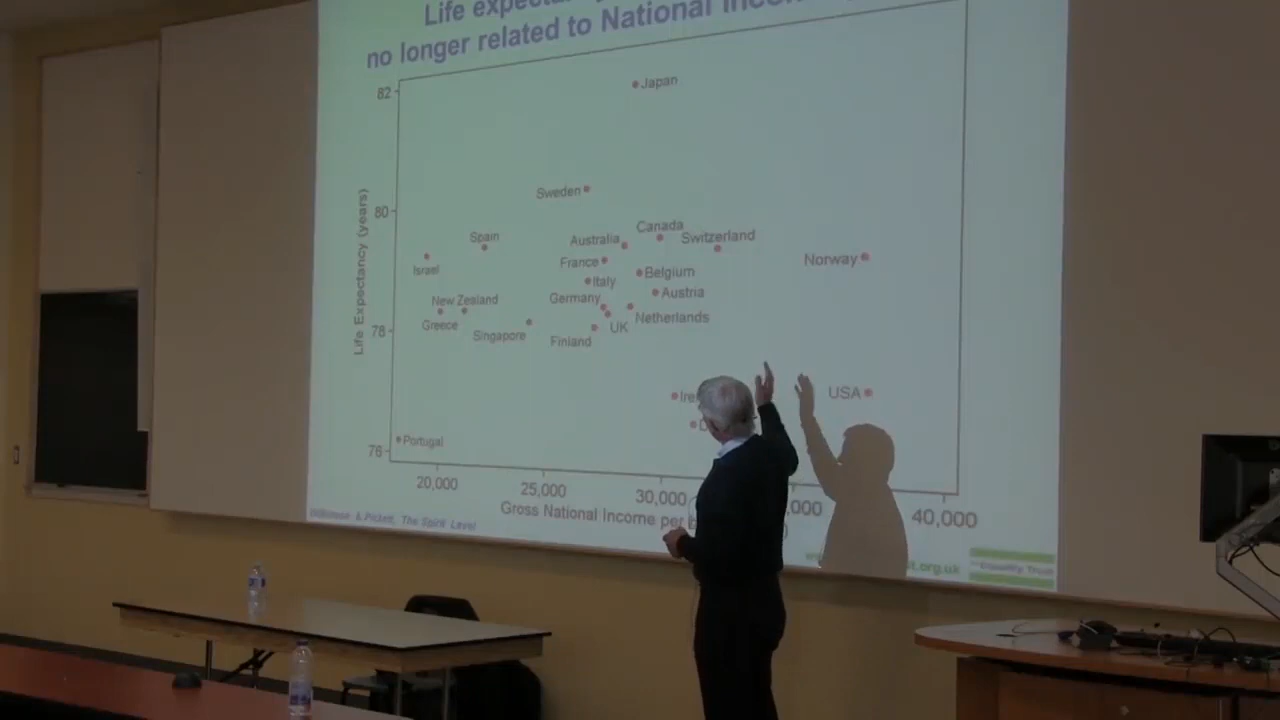 Life
no longer related to National
82
Japan
Sweden
80
Canada
Spain
Australia
Switzerland
France
Norway
Israel
Belgium
Italy
Austria
New Zealand
Germany
Netherlands
Greece
Singapore
UK
78
Finland
USA
Portugal
76
Life Expectancy (years)
20,000
25,000
30,000
40,000
Gross National Income per
Wilkinson & Pickett, The Spirit Level